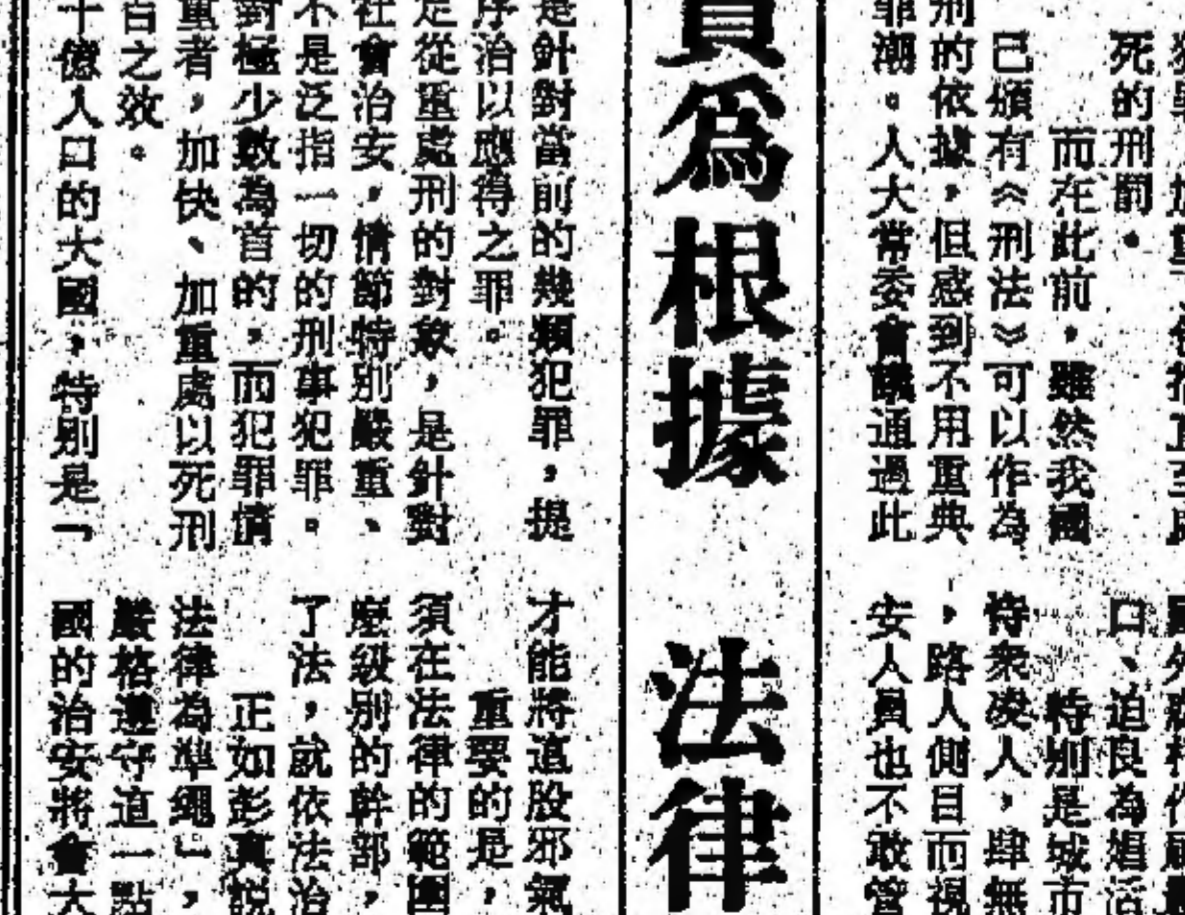 死的刑罰。
而在此前，雖然我國
已頒有《刑法》可以作為
刑的依據，但感到不用重典
罪潮。人大常委會議通過此
口、迫良為娼活
特別是城市
恃衆凌人，肆無
，路人側目而視
安人員也不敢管
為根據 法律
是針對當前的幾類犯罪，提
序治以應得之罪。
從重處刑的對象，是針對
社會治安，情節特別嚴重、
不是泛指一切的刑事犯罪。
對極少數為首的，而犯罪情
重者，加快、加重處以死刑
百之效。
十億人口的大國，特別是「
才能將這股邪氣
重要的是，
須在法律的範圍
麼級別的幹部，
了法，就依法治
正如彭真說
法律為準繩」，
嚴格遵守這一點
國的治安將會大